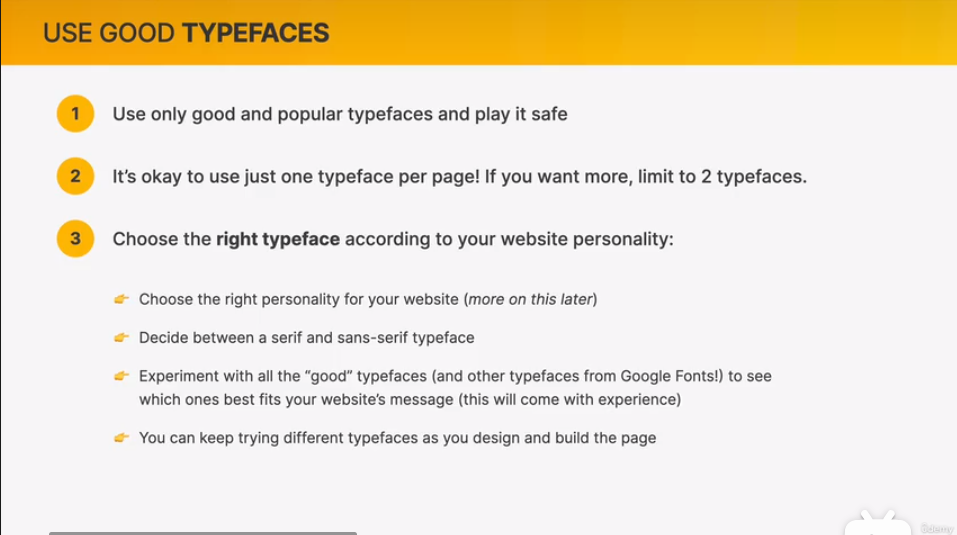 USE GOOD TYPEFACES
1 Use only good and popular typefaces and play it safe
2 It’s okay to use just one typeface per page! If you want more, limit to 2 typefaces.
3 Choose the right typeface according to your website personality:
👉 Choose the right personality for your website (more on this later)
👉 Decide between a serif and sans-serif typeface
👉 Experiment with all the “good” typefaces (and other typefaces from Google Fonts!) to see
which ones best fits your website’s message (this will come with experience)
👉 You can keep trying different typefaces as you design and build the page
Udemy